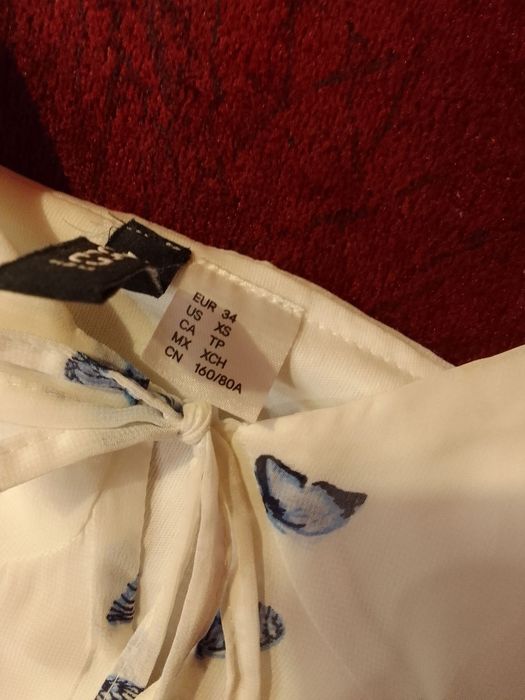 EUR 34
US XS
CA TP
MX XCH
CN 160/80A